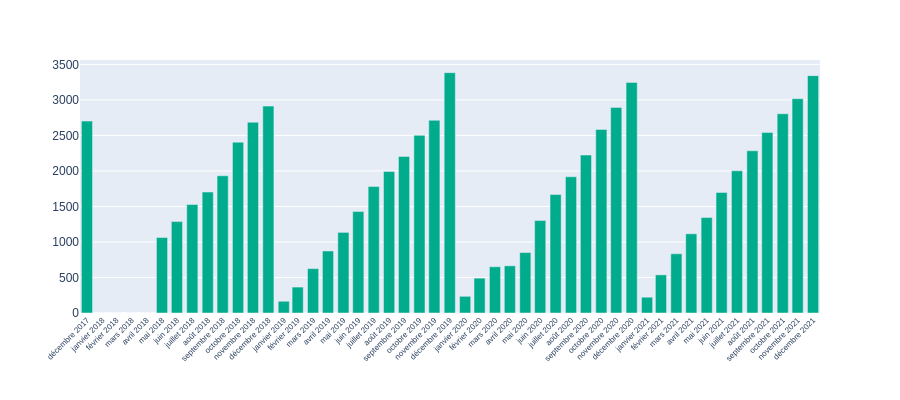 3500
3000
2500
2000
1500
1000
500
0
décembre 2017
janvier 2018
février 2018
mars 2018
avril 2018
mai 2018
juin 2018
juillet 2018
août 2018
septembre 2018
octobre 2018
novembre 2018
décembre 2018
janvier 2019
février 2019
mars 2019
avril 2019
mai 2019
juin 2019
juillet 2019
août 2019
septembre 2019
octobre 2019
novembre 2019
décembre 2019
janvier 2020
février 2020
mars 2020
avril 2020
mai 2020
juin 2020
juillet 2020
août 2020
septembre 2020
octobre 2020
novembre 2020
décembre 2020
janvier 2021
février 2021
mars 2021
avril 2021
mai 2021
juin 2021
juillet 2021
août 2021
septembre 2021
octobre 2021
novembre 2021
décembre 2021